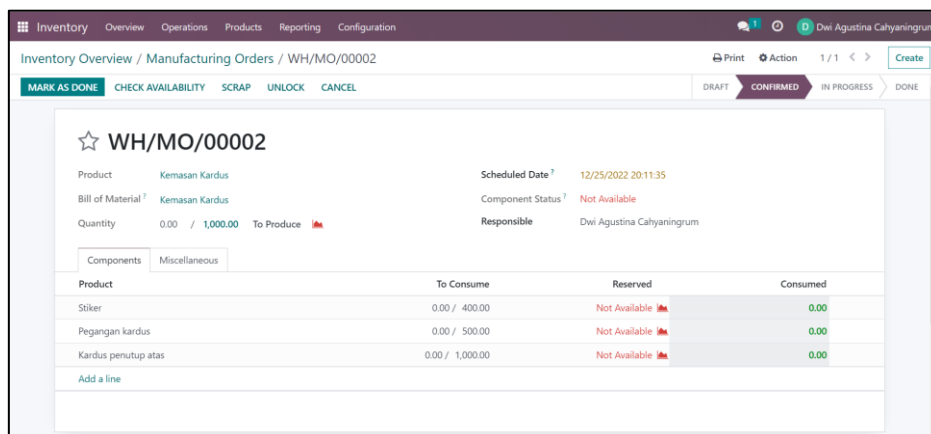 Inventory Overview Operations Products Reporting Configuration 1 D Dwi Agustina Cahyaningrum
Inventory Overview / Manufacturing Orders / WH/MO/00002 Print Action 1 / 1 < > Create
MARK AS DONE CHECK AVAILABILITY SCRAP UNLOCK CANCEL DRAFT CONFIRMED IN PROGRESS DONE
WH/MO/00002
Product Kemasan Kardus Scheduled Date ? 12/25/2022 20:11:35
Bill of Material ? Kemasan Kardus Component Status ? Not Available
Quantity 0.00 / 1,000.00 To Produce Responsible Dwi Agustina Cahyaningrum
Components Miscellaneous
Product To Consume Reserved Consumed
Stiker 0.00 / 400.00 Not Available 0.00
Pegangan kardus 0.00 / 500.00 Not Available 0.00
Kardus penutup atas 0.00 / 1,000.00 Not Available 0.00
Add a line